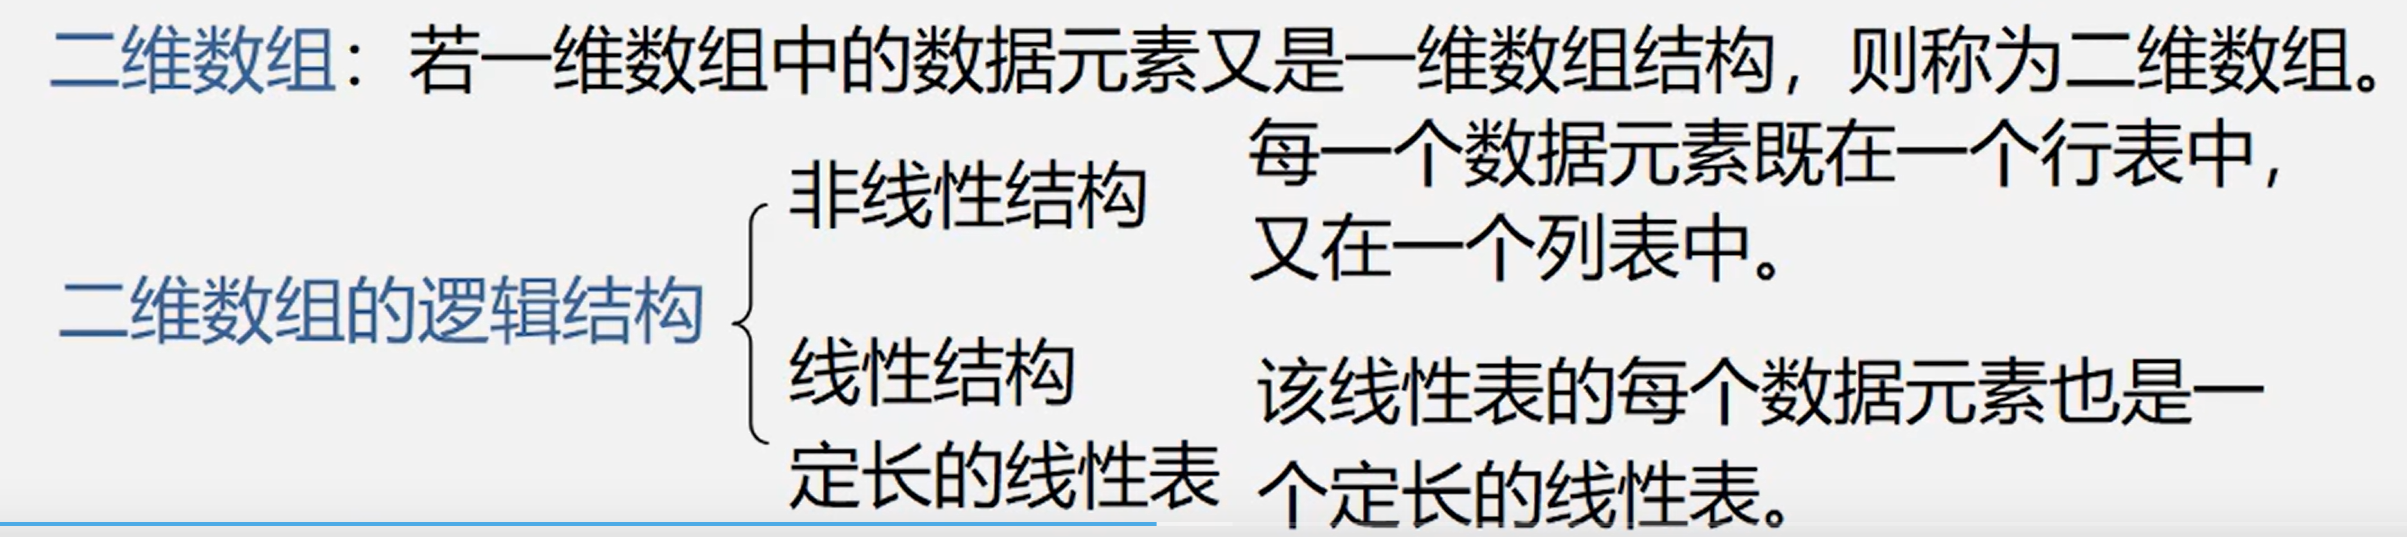 二维数组：若一维数组中的数据元素又是一维数组结构，则称为二维数组。
二维数组的逻辑结构
非线性结构
每一个数据元素既在一个行表中，
又在一个列表中。
线性结构
定长的线性表
该线性表的每个数据元素也是一
个定长的线性表。